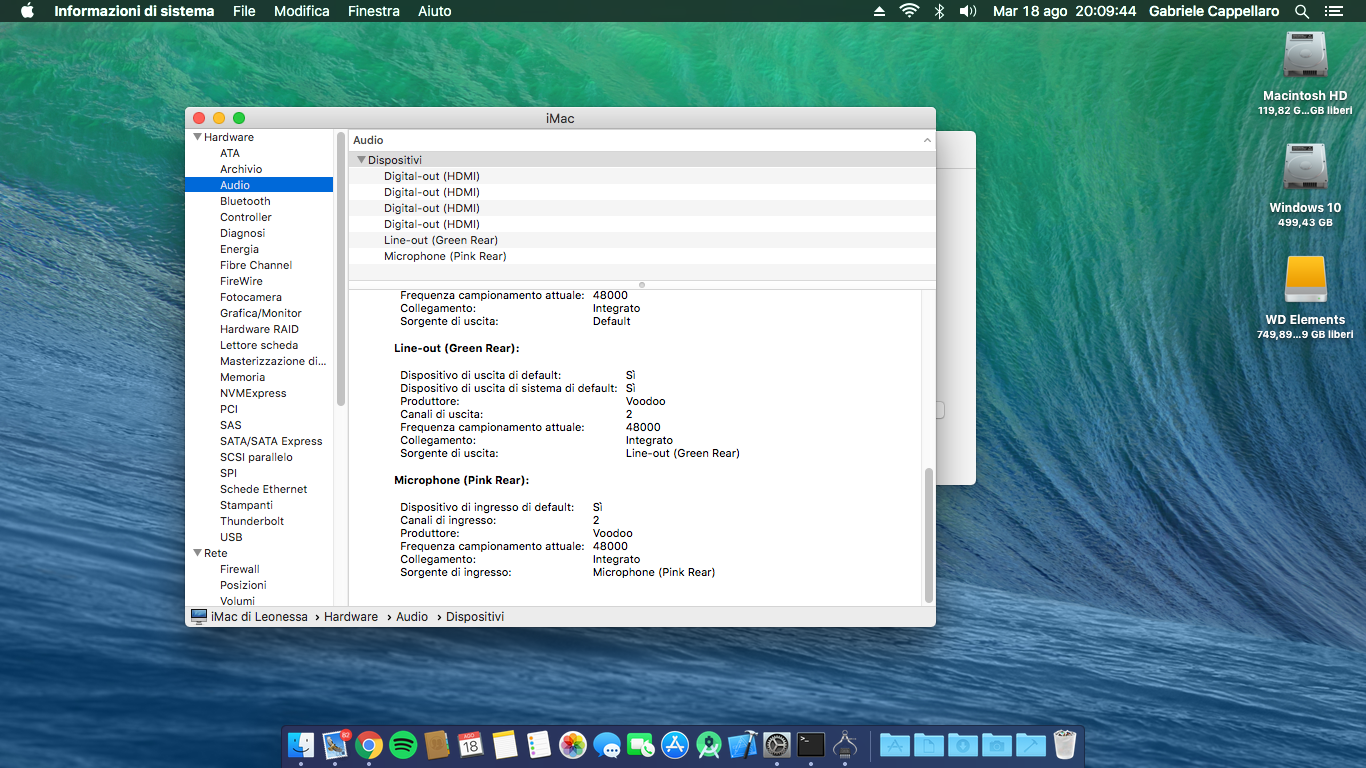 Informazioni di sistema File Modifica Finestra Aiuto Mar 18 ago 20:09:44 Gabriele Cappellaro
Macintosh HD
119,82 G...GB liberi
Windows 10
499,43 GB
WD Elements
749,89...9 GB liberi
iMac
Hardware
ATA
Archivio
Audio
Bluetooth
Controller
Diagnosi
Energia
Fibre Channel
FireWire
Fotocamera
Grafica/Monitor
Hardware RAID
Lettore scheda
Masterizzazione di...
Memoria
NVMExpress
PCI
SAS
SATA/SATA Express
SCSI parallelo
SPI
Schede Ethernet
Stampanti
Thunderbolt
USB
Rete
Firewall
Posizioni
Volumi
Audio
Dispositivi
Digital-out (HDMI)
Digital-out (HDMI)
Digital-out (HDMI)
Digital-out (HDMI)
Line-out (Green Rear)
Microphone (Pink Rear)
Frequenza campionamento attuale: 48000
Collegamento: Integrato
Sorgente di uscita: Default
Line-out (Green Rear):
Dispositivo di uscita di default: Sì
Dispositivo di uscita di sistema di default: Sì
Produttore: Voodoo
Canali di uscita: 2
Frequenza campionamento attuale: 48000
Collegamento: Integrato
Sorgente di uscita: Line-out (Green Rear)
Microphone (Pink Rear):
Dispositivo di ingresso di default: Sì
Canali di ingresso: 2
Produttore: Voodoo
Frequenza campionamento attuale: 48000
Collegamento: Integrato
Sorgente di ingresso: Microphone (Pink Rear)
iMac di Leonessa › Hardware › Audio › Dispositivi
82
AGO
18